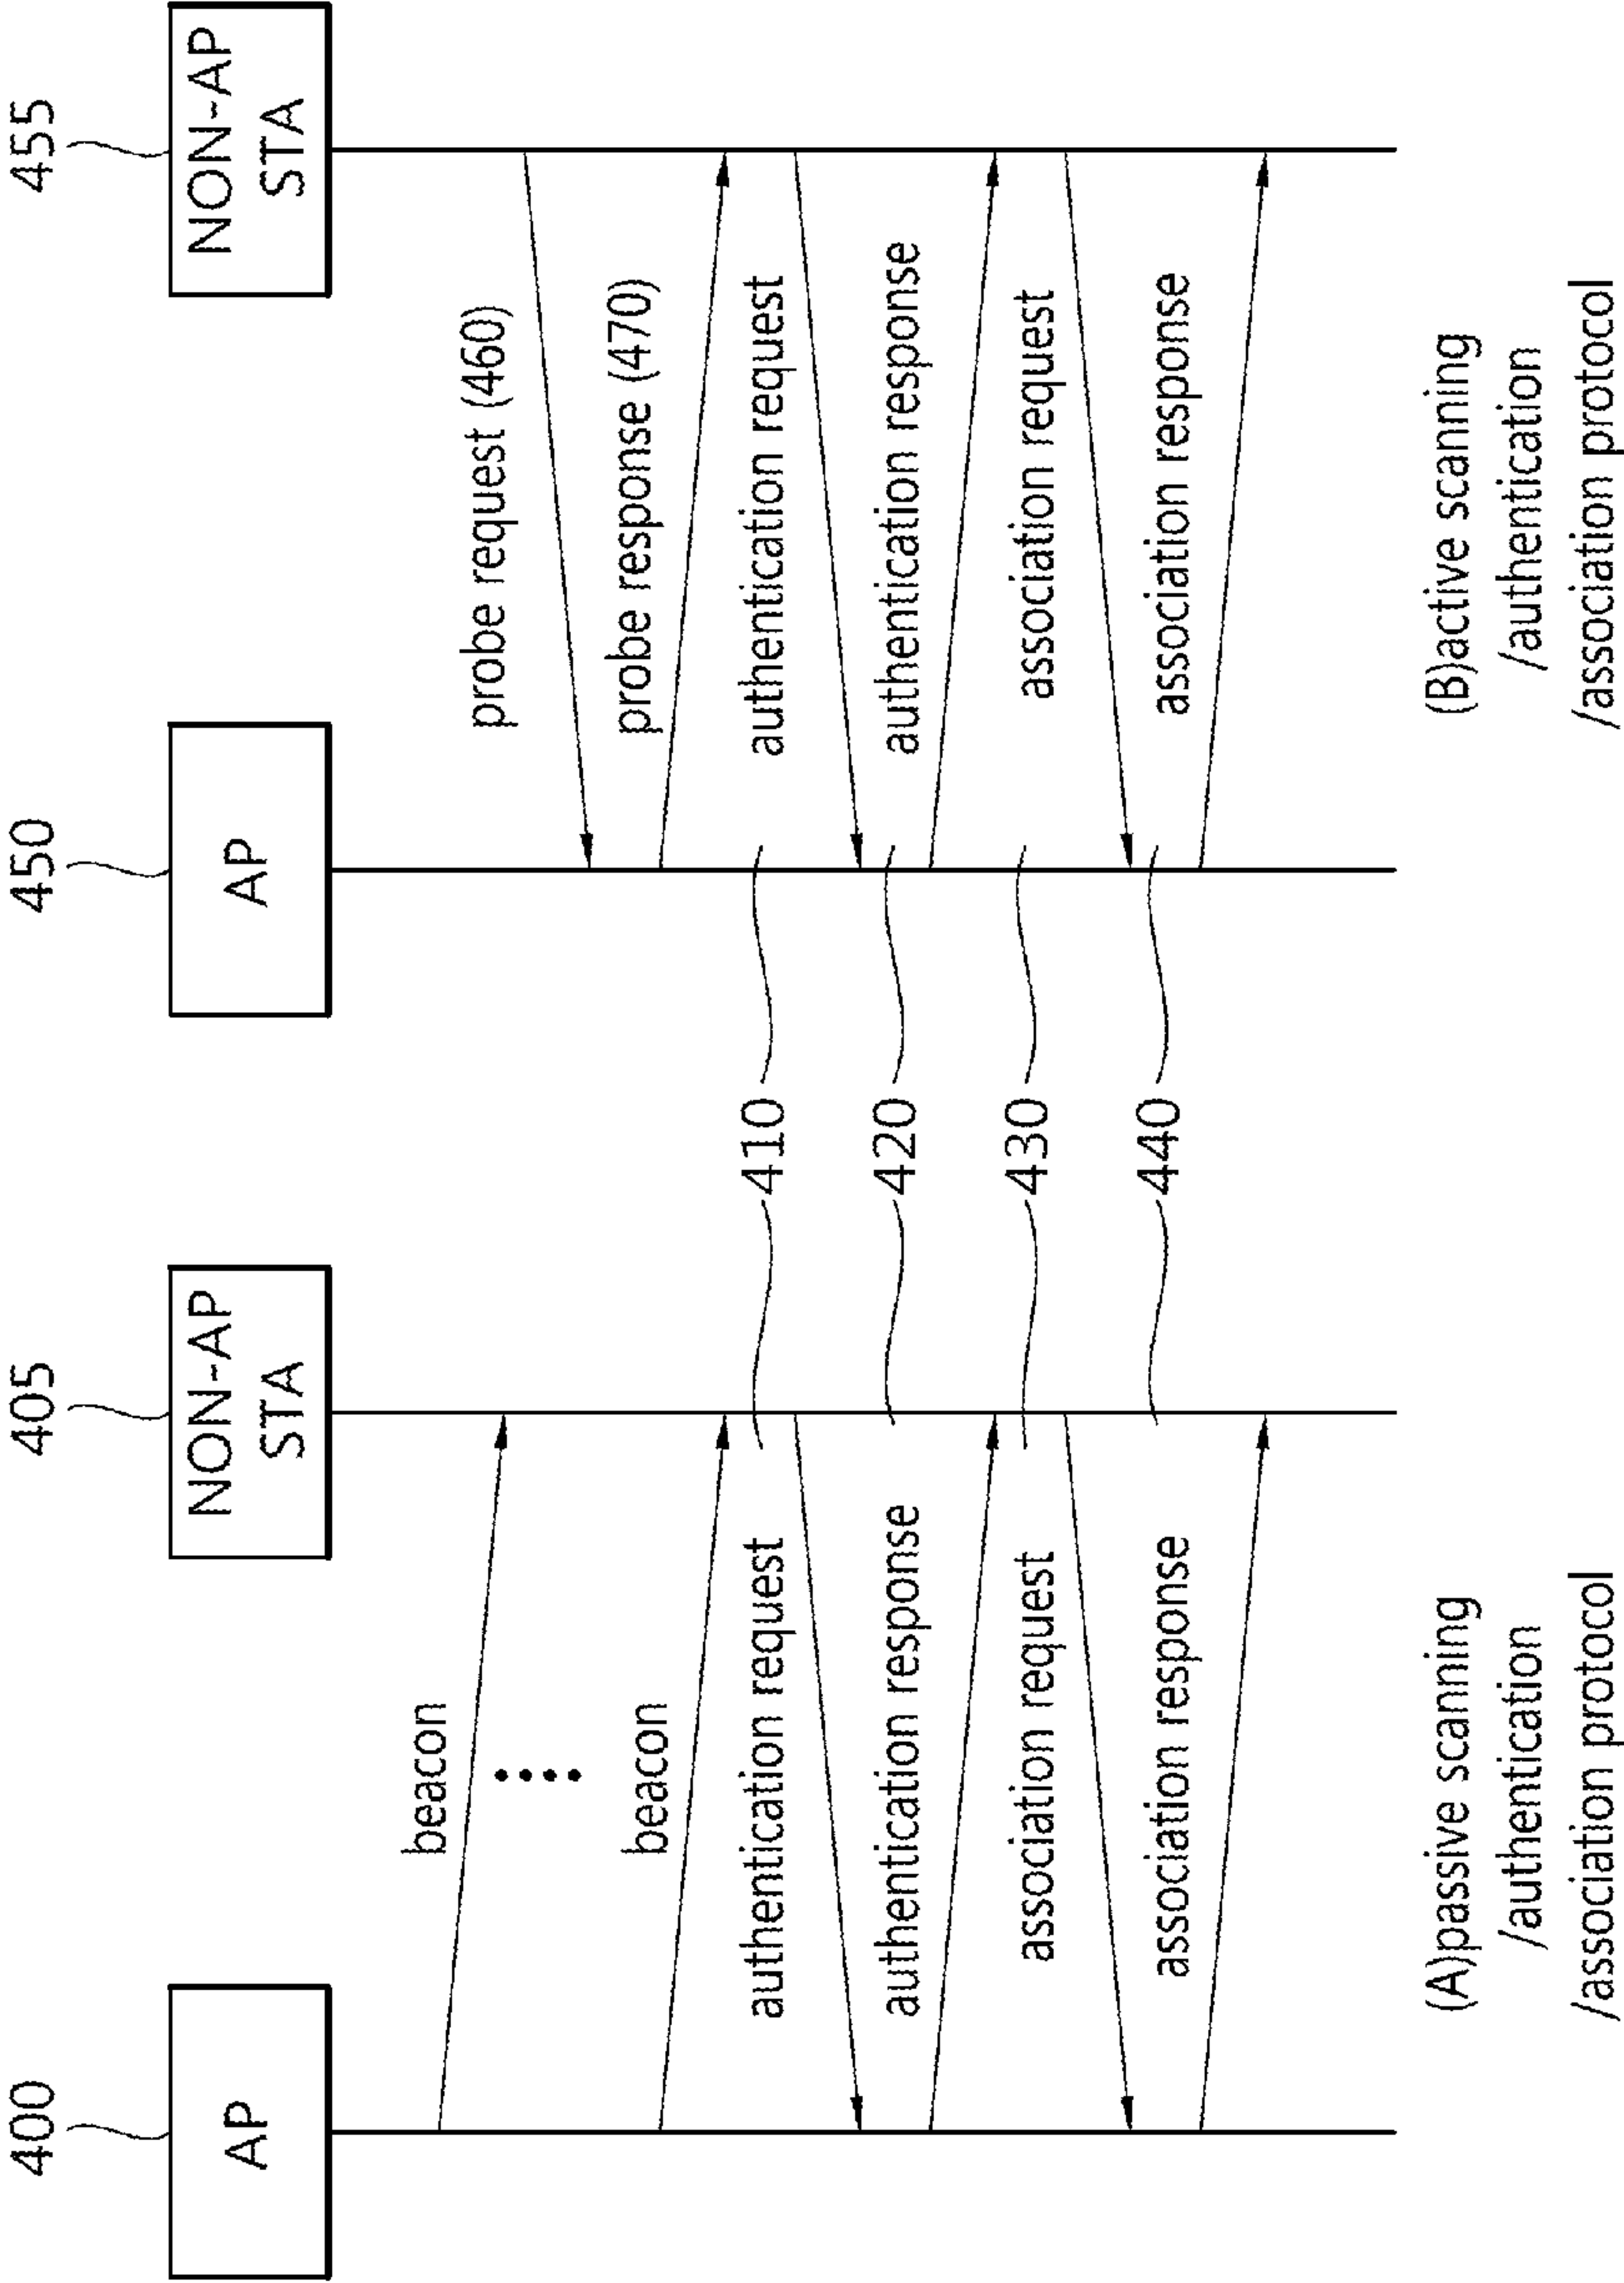 400
AP
405
NON-AP
STA
450
AP
455
NON-AP
STA
beacon
beacon
authentication request
authentication response
association request
association response
410
420
430
440
probe request (460)
probe response (470)
authentication request
authentication response
association request
association response
(A)passive scanning
/authentication
/association protocol
(B)active scanning
/authentication
/association protocol